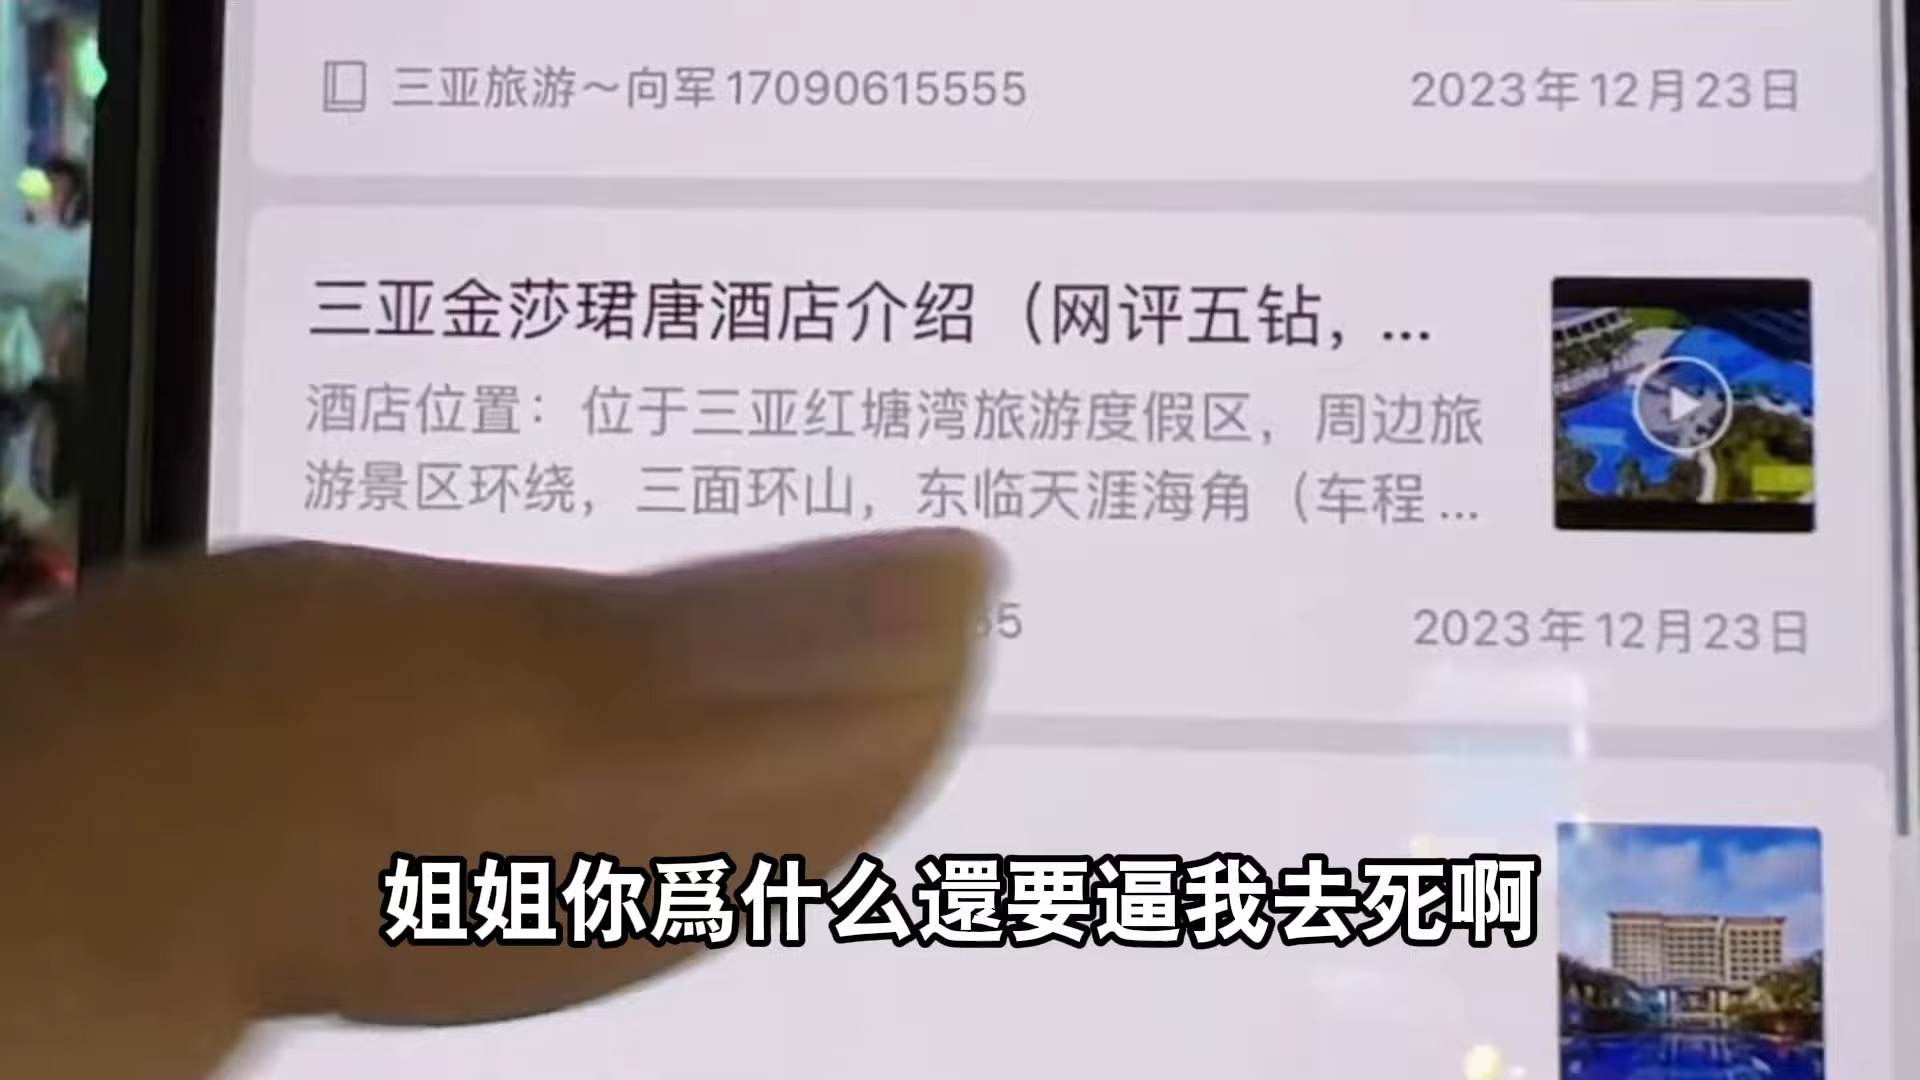 三亚旅游～向军17090615555
2023年12月23日
三亚金莎珺唐酒店介绍（网评五钻，...
酒店位置：位于三亚红塘湾旅游度假区，周边旅
游景区环绕，三面环山，东临天涯海角（车程...
55
2023年12月23日
姐姐你爲什么還要逼我去死啊